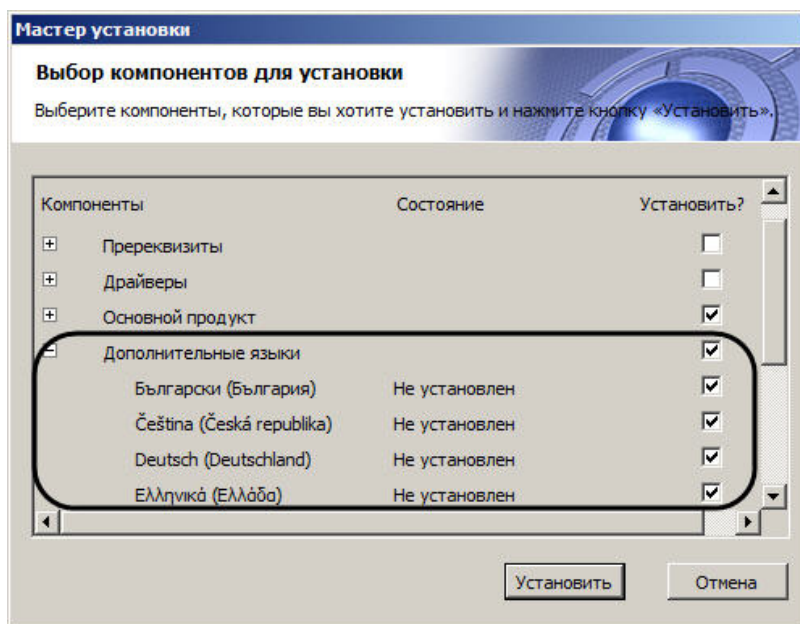 Мастер установки
Выбор компонентов для установки
Выберите компоненты, которые вы хотите установить и нажмите кнопку «Установить».
Компоненты Состояние Установить?
Пререквизиты
Драйверы
Основной продукт
Дополнительные языки
Български (България) Не установлен
Čeština (Česká republika) Не установлен
Deutsch (Deutschland) Не установлен
Ελληνικά (Ελλάδα) Не установлен
Установить Отмена